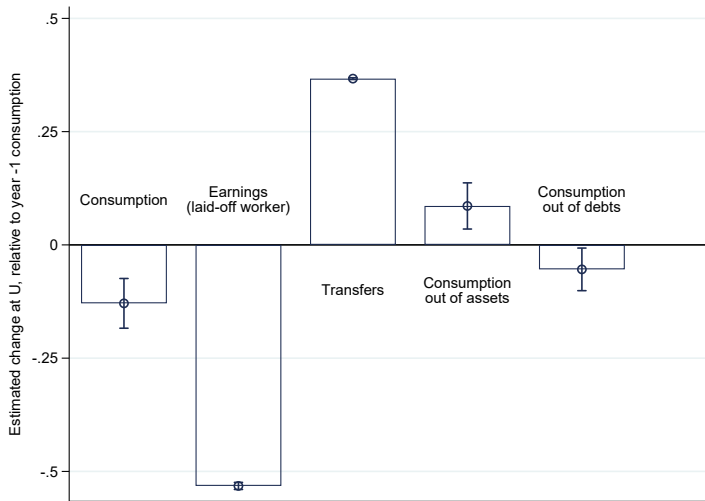 Estimated change at U, relative to year -1 consumption
.5
.25
0
-.25
-.5
Consumption
Earnings
(laid-off worker)
Transfers
Consumption
out of assets
Consumption
out of debts